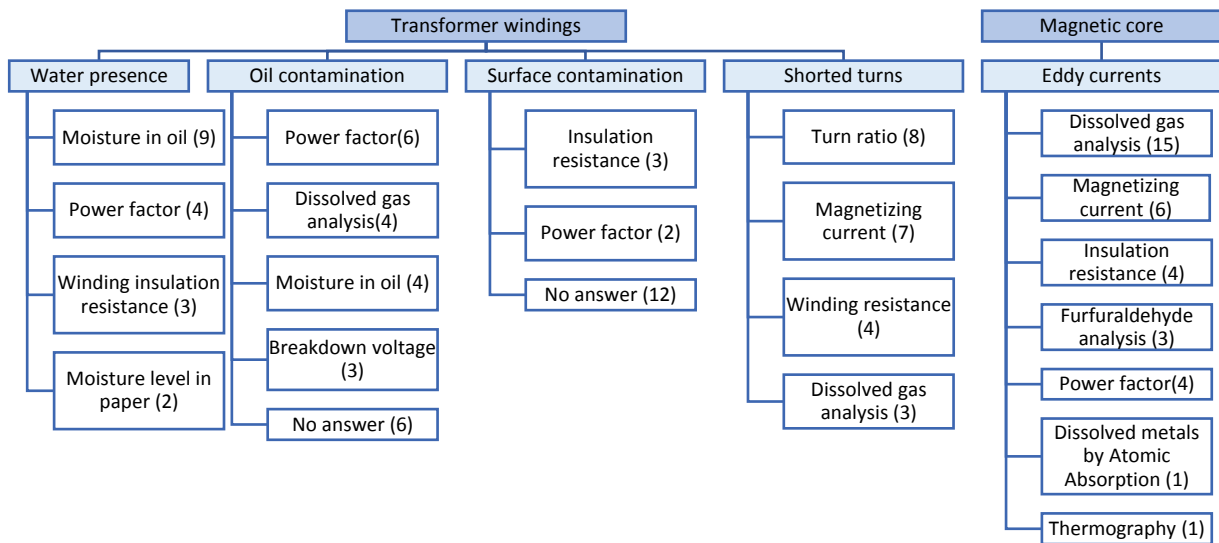 Transformer windings
Magnetic core
Water presence
Oil contamination
Surface contamination
Shorted turns
Eddy currents
Moisture in oil (9)
Power factor (4)
Winding insulation
resistance (3)
Moisture level in
paper (2)
Power factor(6)
Dissolved gas
analysis(4)
Moisture in oil (4)
Breakdown voltage
(3)
No answer (6)
Insulation
resistance (3)
Power factor (2)
No answer (12)
Turn ratio (8)
Magnetizing
current (7)
Winding resistance
(4)
Dissolved gas
analysis (3)
Dissolved gas
analysis (15)
Magnetizing
current (6)
Insulation
resistance (4)
Furfuraldehyde
analysis (3)
Power factor(4)
Dissolved metals
by Atomic
Absorption (1)
Thermography (1)